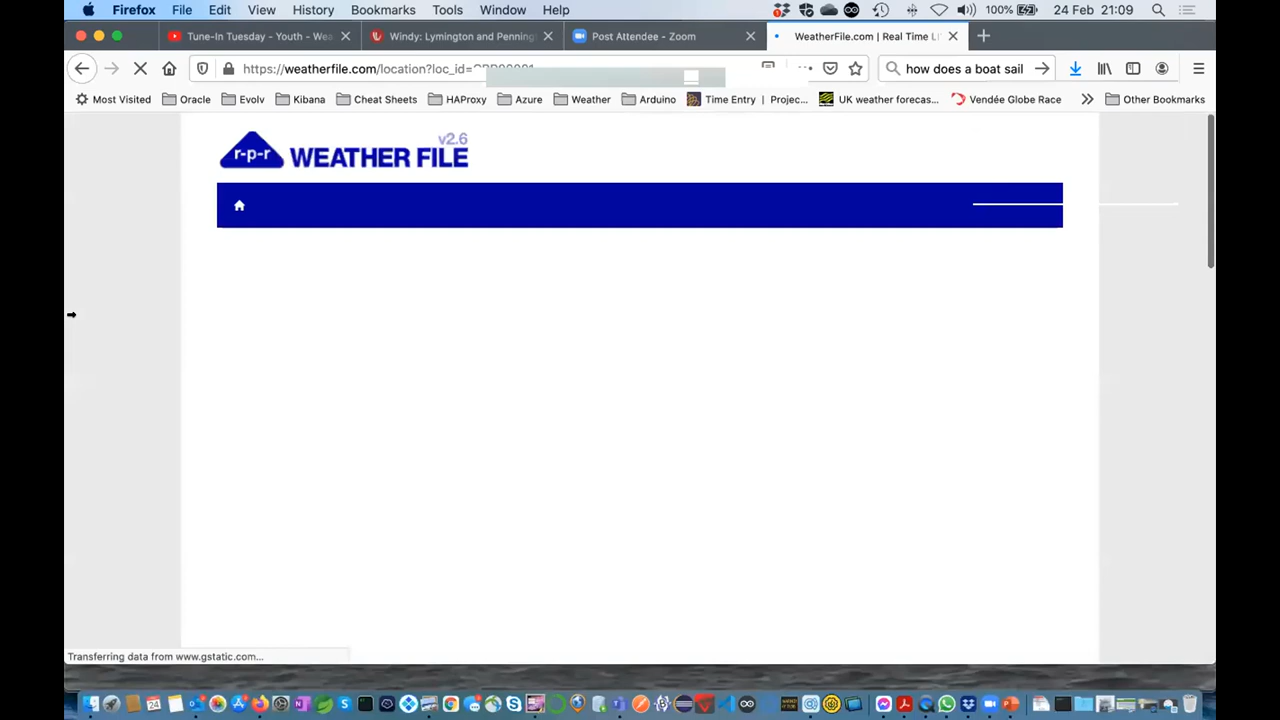 Firefox File Edit View History Bookmarks Tools Window Help 100% 24 Feb 21:09
Tune-In Tuesday - Youth - Wea Windy: Lymington and Penning Post Attendee - Zoom WeatherFile.com | Real Time LI
https://weatherfile.com/location?loc_id= how does a boat sail
Most Visited Oracle Evolv Kibana Cheat Sheets HAProxy Azure Weather Arduino Time Entry | Projec... UK weather forecas... Vendée Globe Race Other Bookmarks
v2.6
r-p-r WEATHER FILE
Transferring data from www.gstatic.com...
24